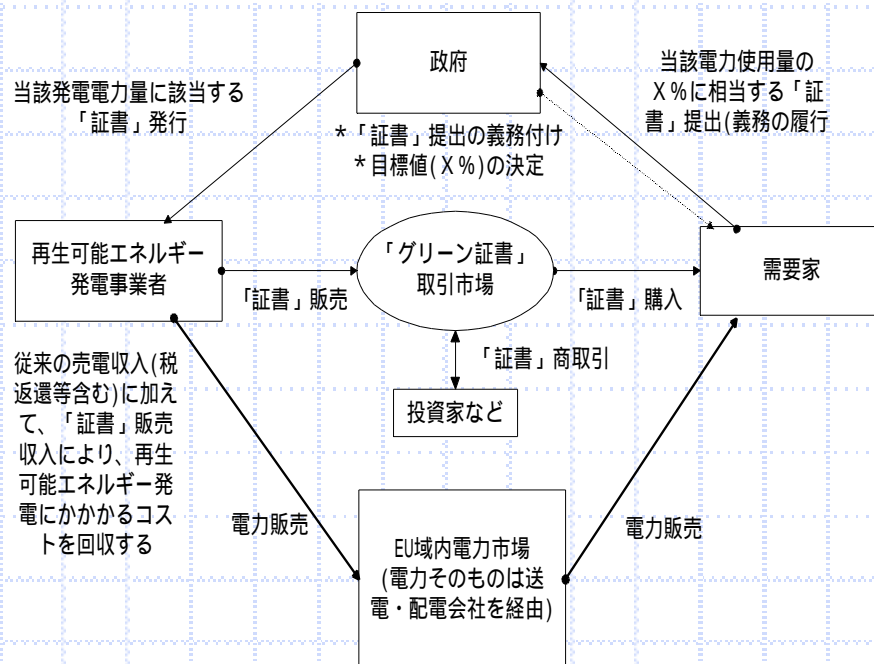 政府
当該発電電力量に該当する
「証書」発行
当該電力使用量の
X%に相当する「証
書」提出(義務の履行
*「証書」提出の義務付け
*目標値(X%)の決定
再生可能エネルギー
発電事業者
「グリーン証書」
取引市場
需要家
「証書」販売
「証書」購入
「証書」商取引
投資家など
従来の売電収入(税
返還等含む)に加え
て、「証書」販売
収入により、再生
可能エネルギー発
電にかかかるコス
トを回収する
電力販売
電力販売
EU域内電力市場
(電力そのものは送
電・配電会社を経由)